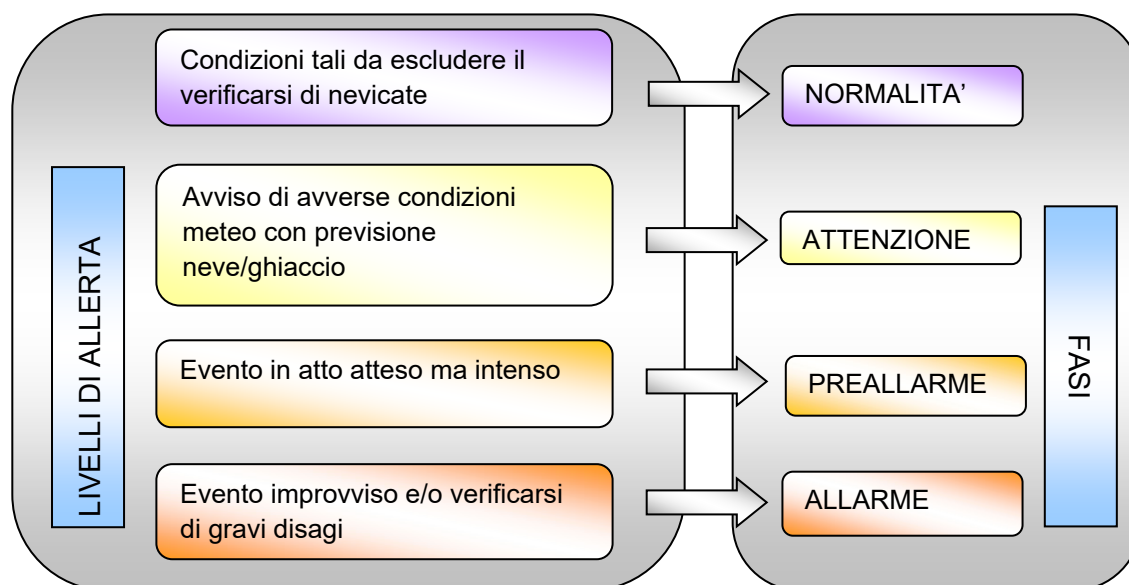 Condizioni tali da escludere il
verificarsi di nevicate
NORMALITA’
LIVELLI DI ALLERTA
Avviso di avverse condizioni
meteo con previsione
neve/ghiaccio
ATTENZIONE
FASI
Evento in atto atteso ma intenso
PREALLARME
Evento improvviso e/o verificarsi
di gravi disagi
ALLARME